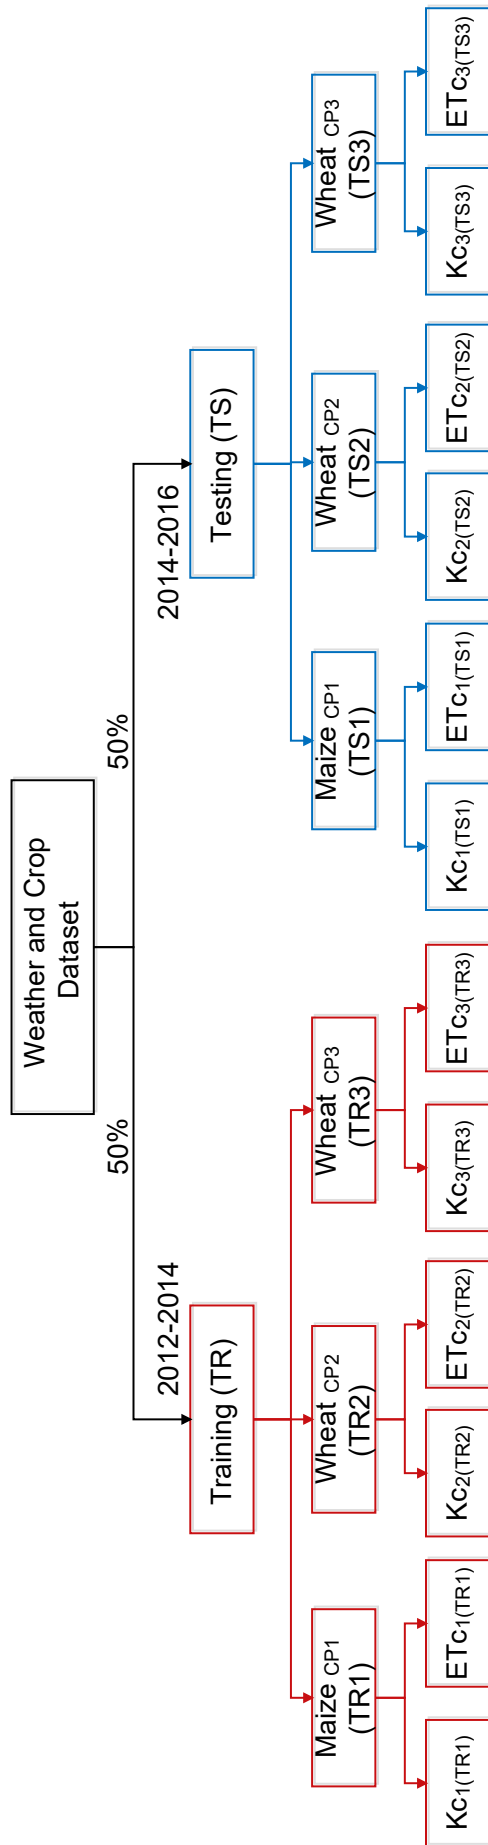 Weather and Crop
Dataset
50%
50%
2012-2014
2014-2016
Training (TR)
Testing (TS)
Maize CP1
(TR1)
Wheat CP2
(TR2)
Wheat CP3
(TR3)
Maize CP1
(TS1)
Wheat CP2
(TS2)
Wheat CP3
(TS3)
Kc1(TR1)
ETc1(TR1)
Kc2(TR2)
ETc2(TR2)
Kc3(TR3)
ETc3(TR3)
Kc1(TS1)
ETc1(TS1)
Kc2(TS2)
ETc2(TS2)
Kc3(TS3)
ETc3(TS3)